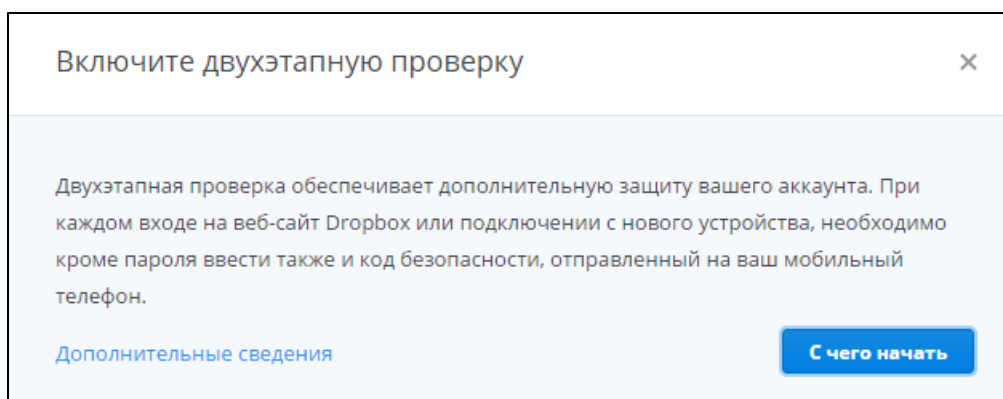 Включите двухэтапную проверку
Двухэтапная проверка обеспечивает дополнительную защиту вашего аккаунта. При
каждом входе на веб-сайт Dropbox или подключении с нового устройства, необходимо
кроме пароля ввести также и код безопасности, отправленный на ваш мобильный
телефон.
Дополнительные сведения
С чего начать